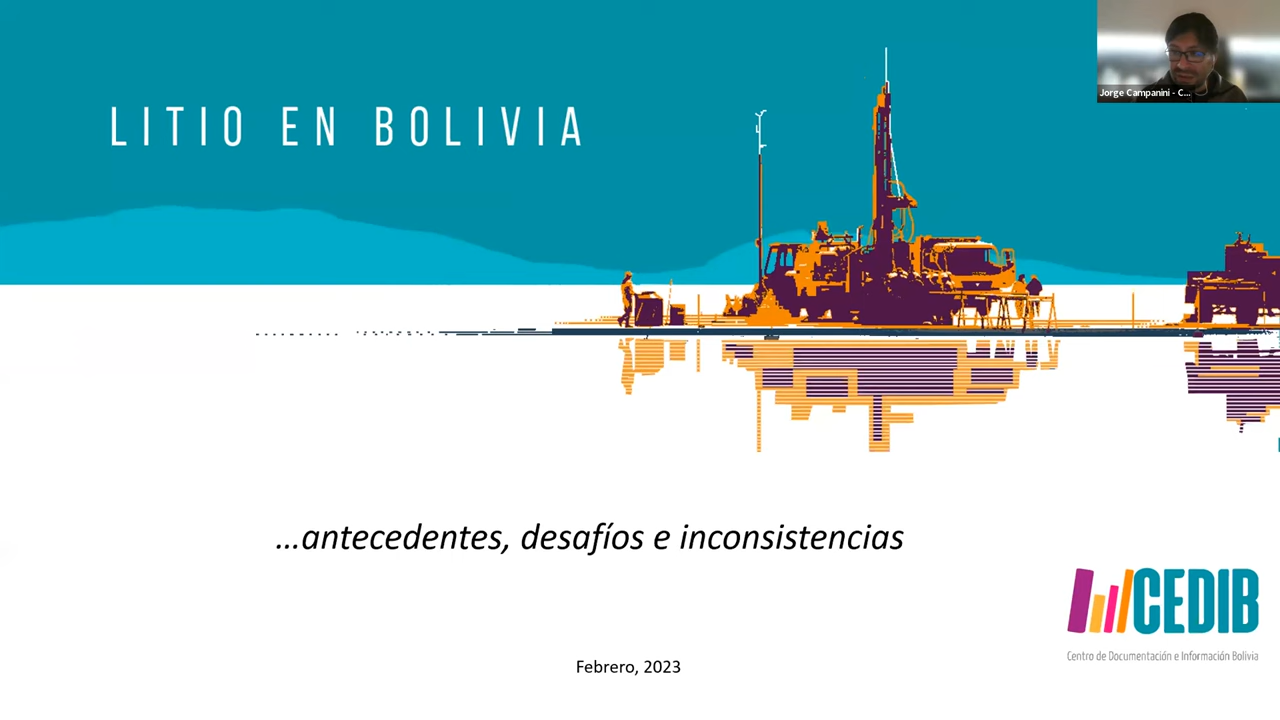 Jorge Campanini - C...
LITIO EN BOLIVIA
...antecedentes, desafíos e inconsistencias
CEDIB
Centro de Documentación e Información Bolivia
Febrero, 2023